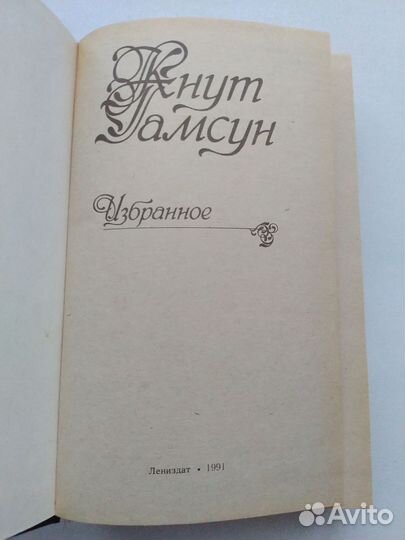 Кнут
Гамсун
Избранное
Лениздат • 1991
Avito